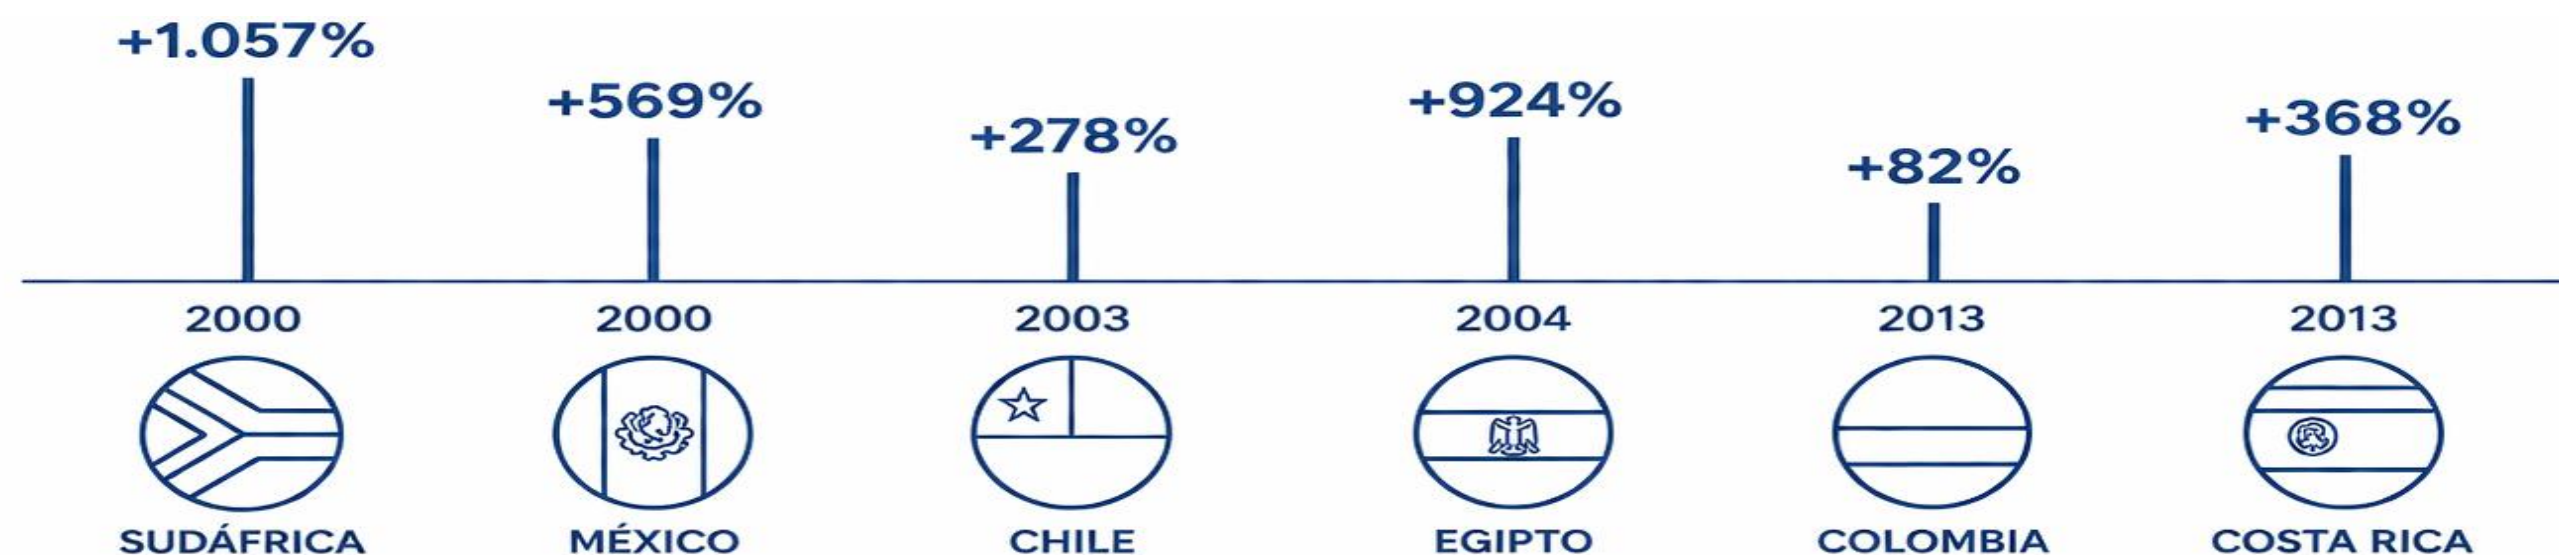 +1.057%
+569%
+278%
+924%
+82%
+368%
2000
2000
2003
2004
2013
2013
SUDÁFRICA
MÉXICO
CHILE
EGIPTO
COLOMBIA
COSTA RICA